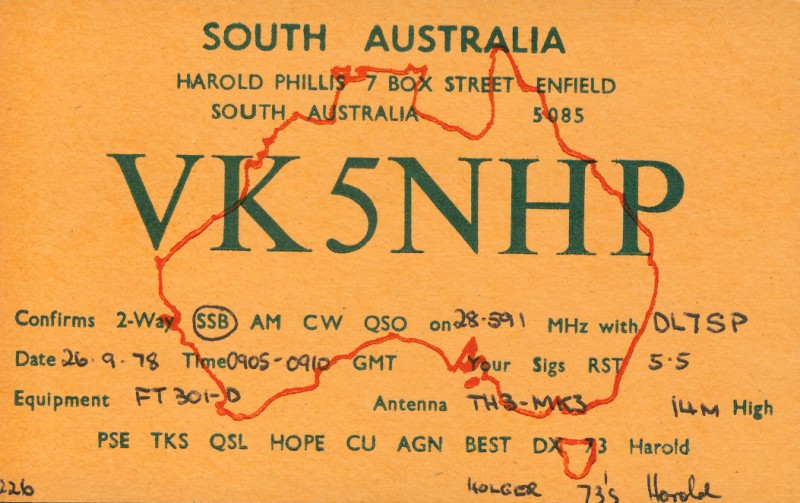 SOUTH AUSTRALIA
HAROLD PHILLIS 7 BOX STREET ENFIELD
SOUTH AUSTRALIA 5085
VK5NHP
Confirms 2-Way SSB AM CW QSO on 28.591 MHz with DL7SP
Date 26.9.78 Time 0905-0910 GMT Your Sigs RST 5.5
Equipment FT301-D Antenna TH3-MK3 14M High
PSE TKS QSL HOPE CU AGN BEST DX 73 Harold
226 HOLGER 73's Harold